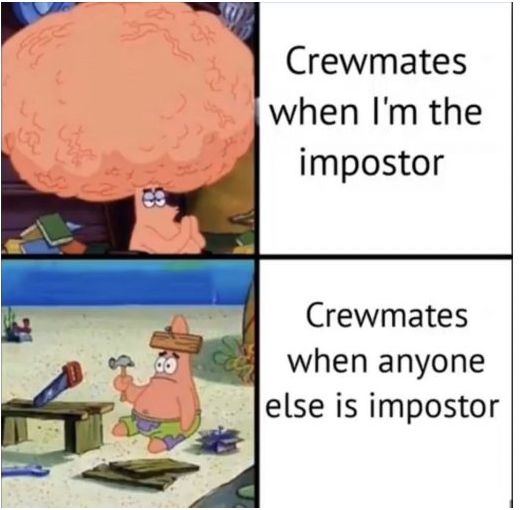 Crewmates
when I'm the
impostor
Crewmates
when anyone
else is impostor